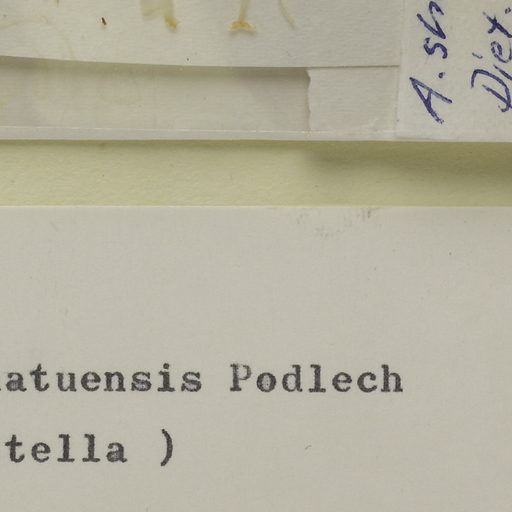 A. sh
Diet.
atuensis Podlech
tella )